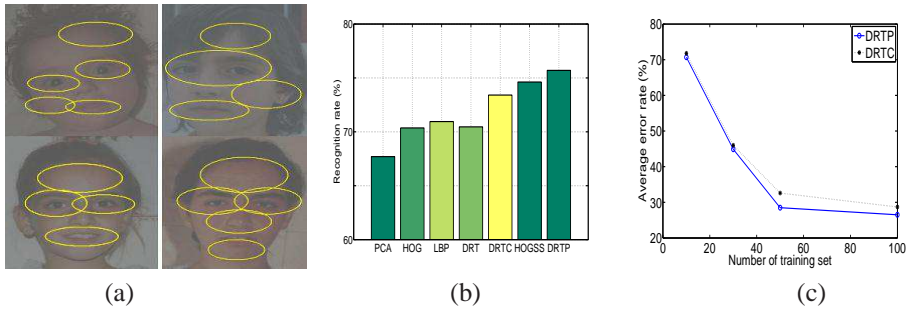 80
70
60
Recognition rate (%)
PCA HOG LBP DRT DRTC HOGSS DRTP
80
70
60
50
40
30
20
Average error rate (%)
DRTP
DRTC
0 20 40 60 80 100
Number of training set
(a) (b) (c)